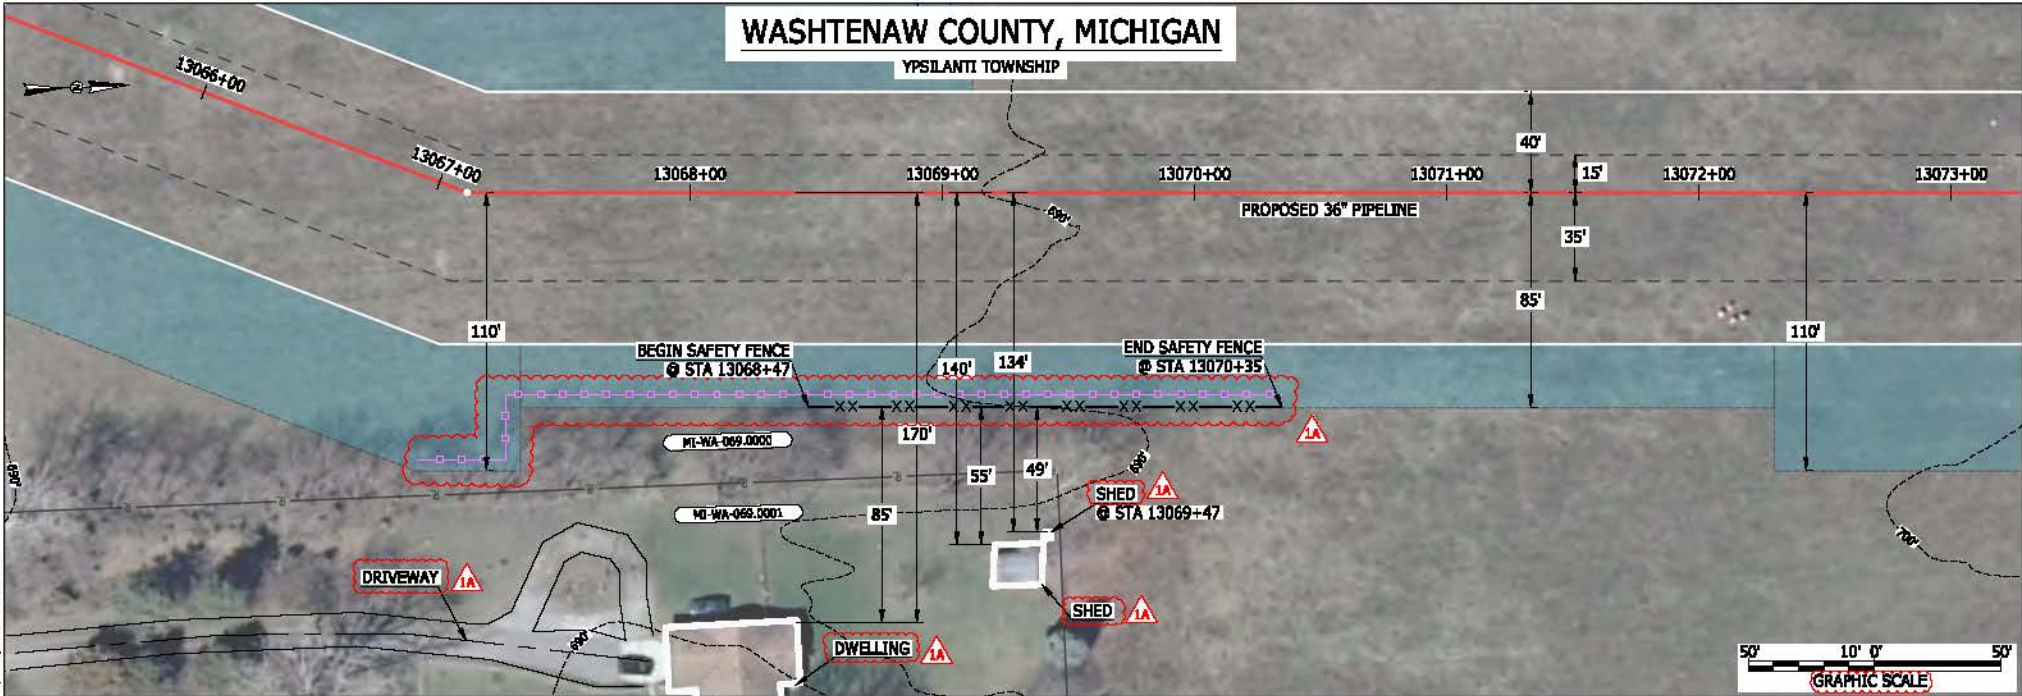 WASHTENAW COUNTY, MICHIGAN
YPSILANTI TOWNSHIP
13066+00
13067+00
13068+00
13069+00
13070+00
13071+00
13072+00
13073+00
40'
15'
PROPOSED 36" PIPELINE
690'
35'
85'
110'
110'
BEGIN SAFETY FENCE
@ STA 13068+47
END SAFETY FENCE
@ STA 13070+35
140'
134'
170'
1A
MI-WA-069.0000
690'
690'
55'
49'
SHED
1A
@ STA 13069+47
MI-WA-069.0001
85'
700'
DRIVEWAY
1A
SHED
1A
690'
DWELLING
1A
50' 10' 0' 50'
GRAPHIC SCALE